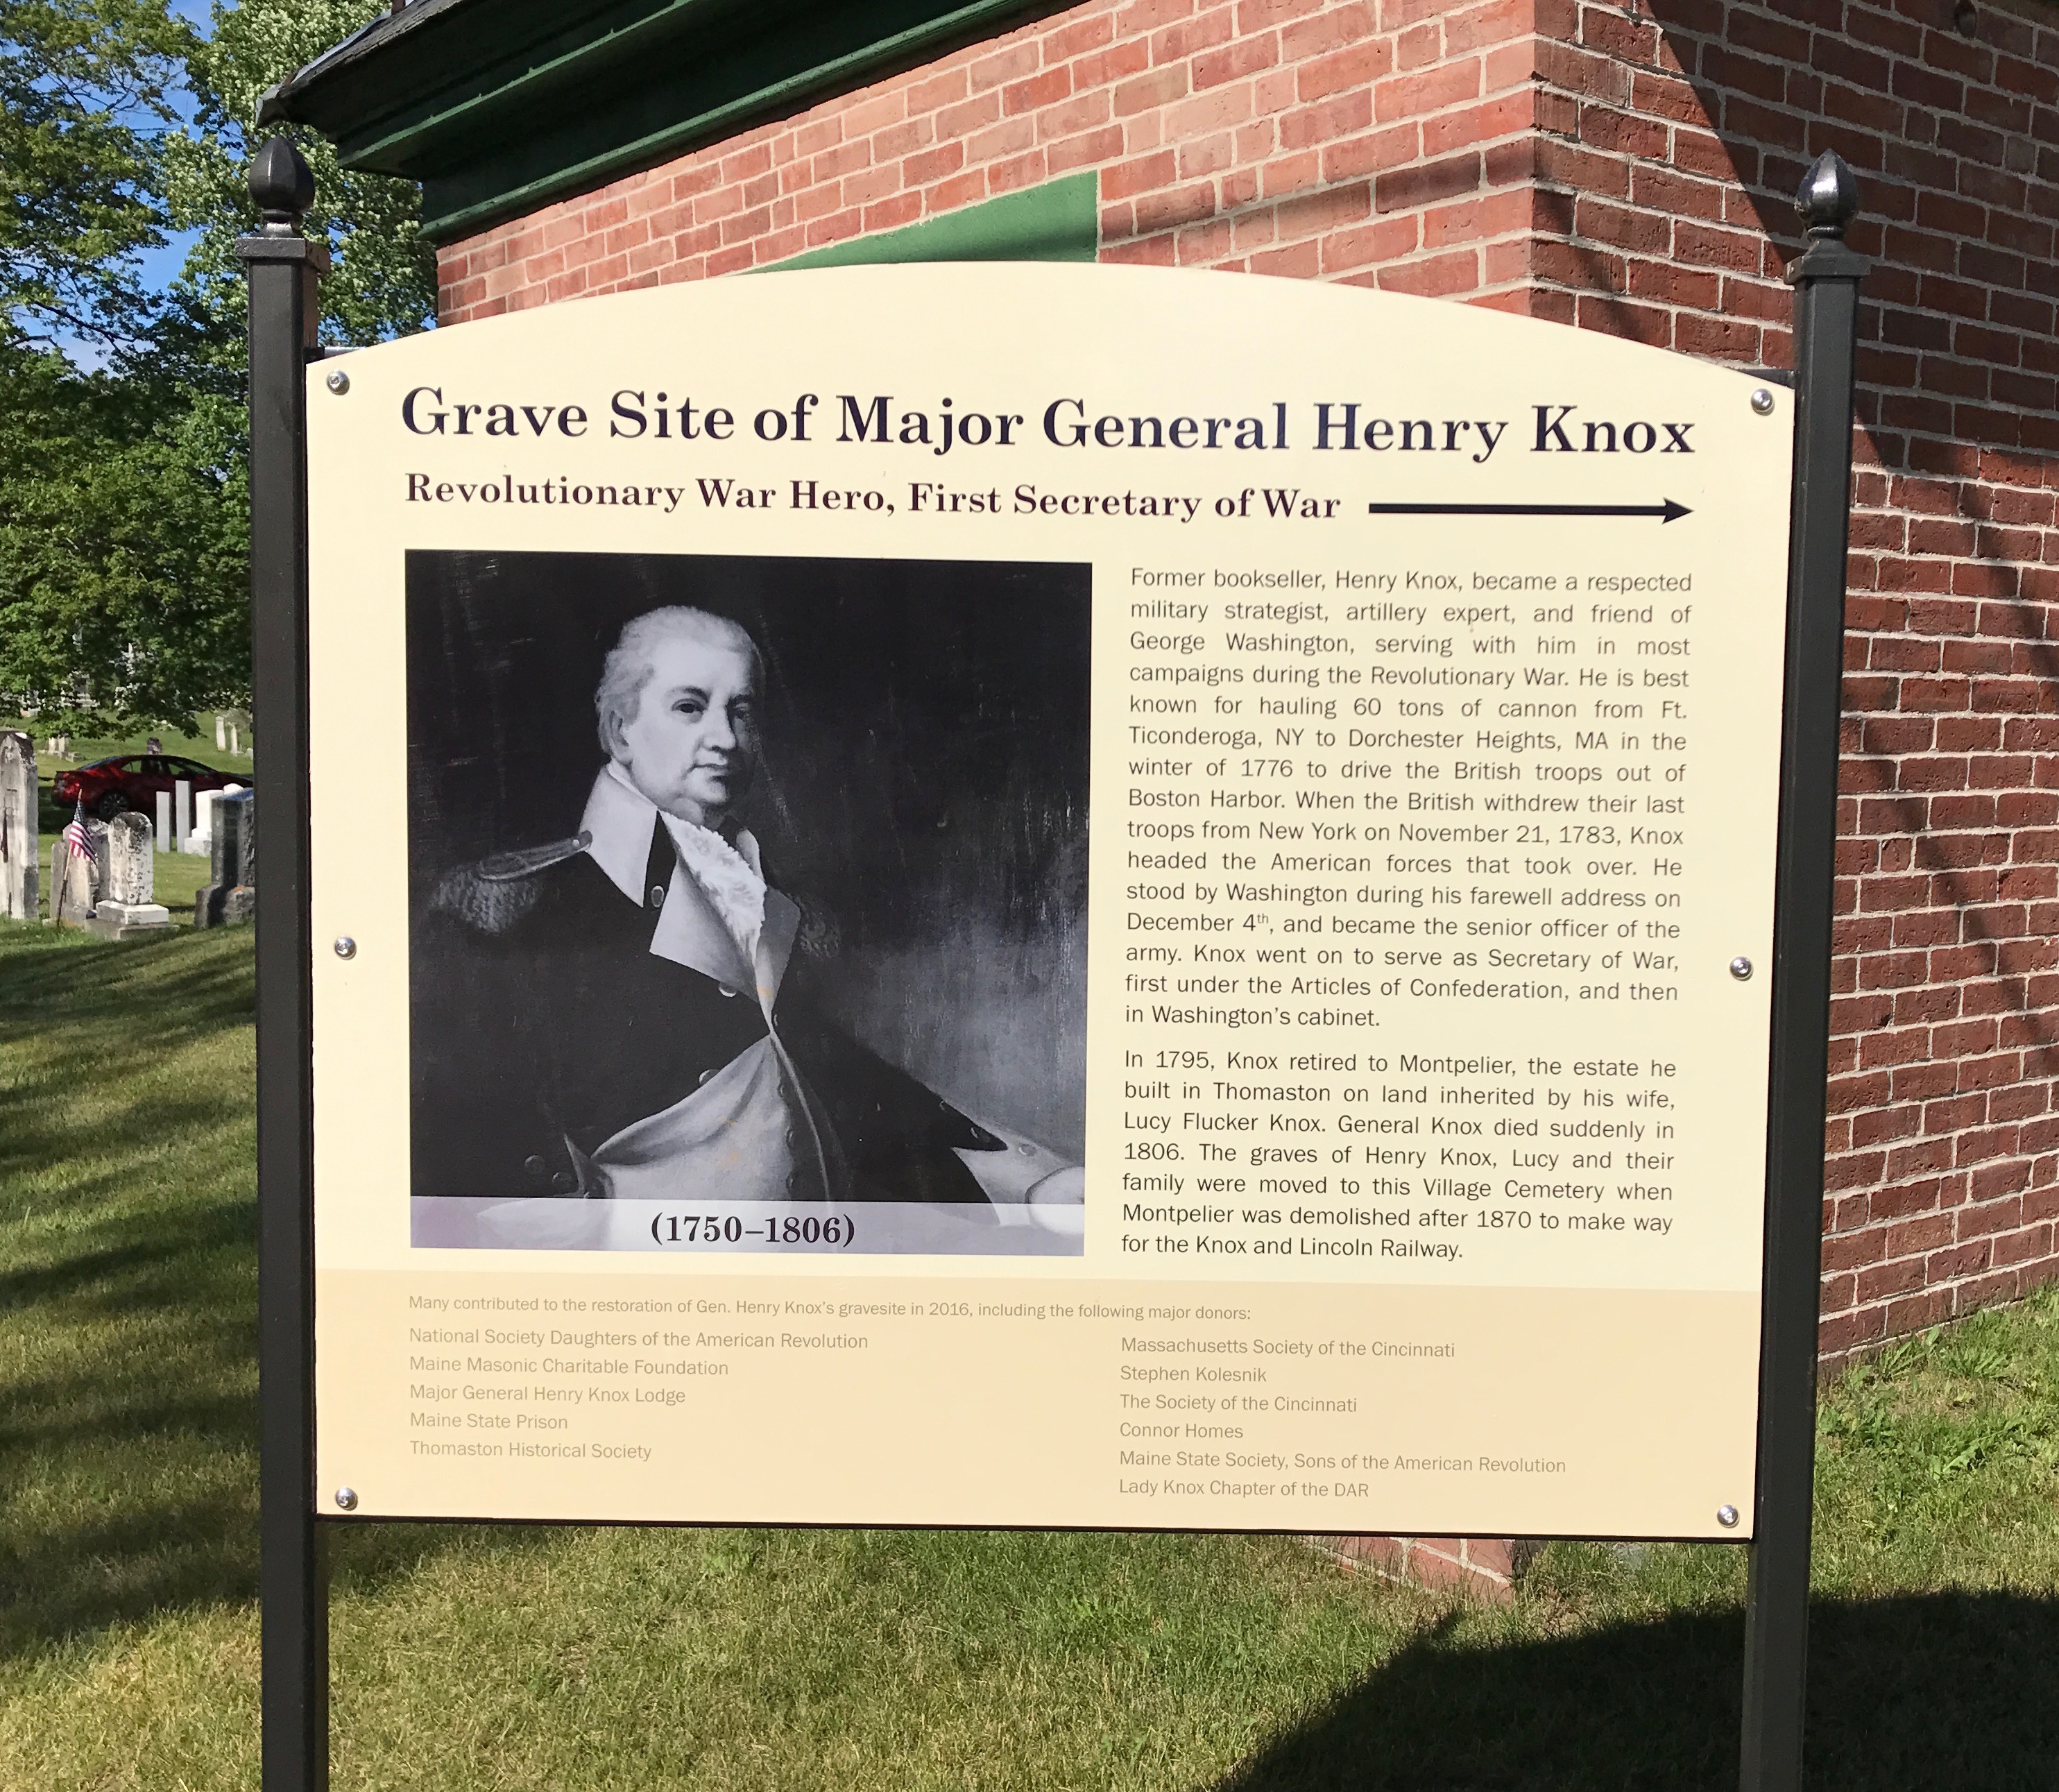 Grave Site of Major General Henry Knox
Revolutionary War Hero, First Secretary of War
Former bookseller, Henry Knox, became a respected
military strategist, artillery expert, and friend of
George Washington, serving with him in most
campaigns during the Revolutionary War. He is best
known for hauling 60 tons of cannon from Ft.
Ticonderoga, NY to Dorchester Heights, MA in the
winter of 1776 to drive the British troops out of
Boston Harbor. When the British withdrew their last
troops from New York on November 21, 1783, Knox
headed the American forces that took over. He
stood by Washington during his farewell address on
December 4th, and became the senior officer of the
army. Knox went on to serve as Secretary of War,
first under the Articles of Confederation, and then
in Washington's cabinet.
In 1795, Knox retired to Montpelier, the estate he
built in Thomaston on land inherited by his wife,
Lucy Flucker Knox. General Knox died suddenly in
1806. The graves of Henry Knox, Lucy and their
family were moved to this Village Cemetery when
Montpelier was demolished after 1870 to make way
for the Knox and Lincoln Railway.
(1750–1806)
Many contributed to the restoration of Gen. Henry Knox's gravesite in 2016, including the following major donors:
National Society Daughters of the American Revolution
Maine Masonic Charitable Foundation
Major General Henry Knox Lodge
Maine State Prison
Thomaston Historical Society
Massachusetts Society of the Cincinnati
Stephen Kolesnik
The Society of the Cincinnati
Connor Homes
Maine State Society, Sons of the American Revolution
Lady Knox Chapter of the DAR